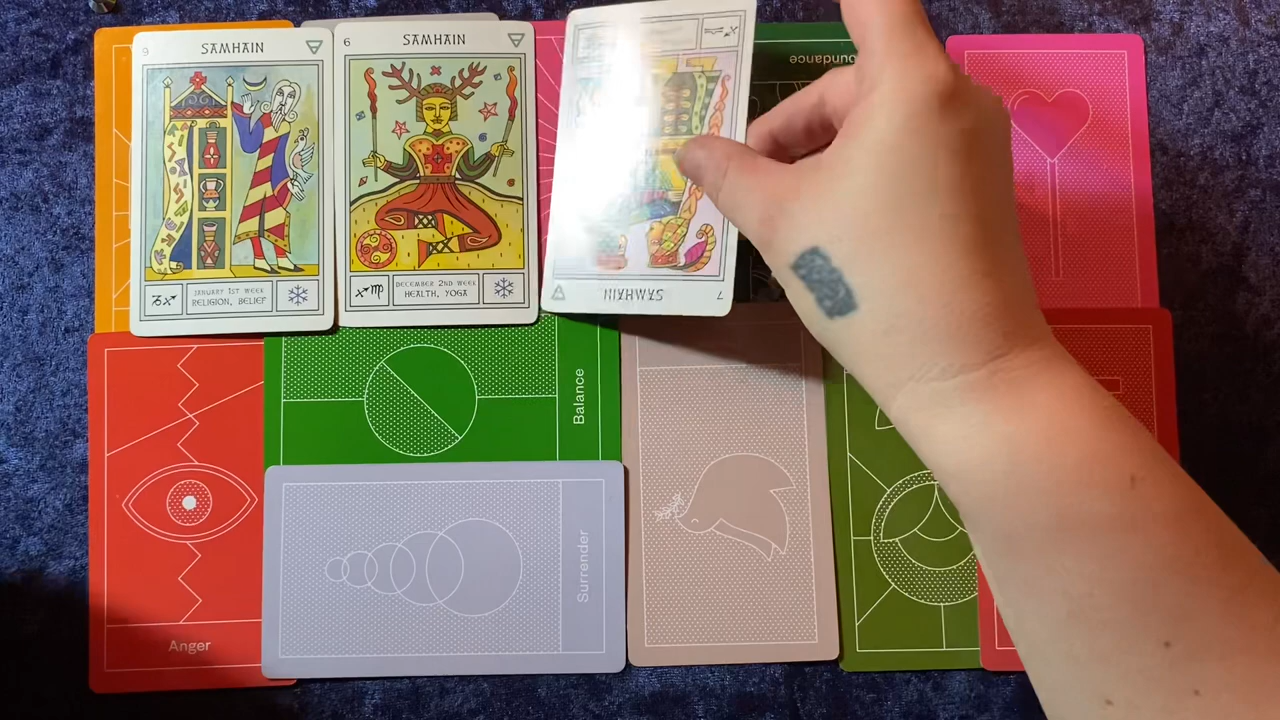 9
SAMHAIN
JANUARY 1ST WEEK
RELIGION, BELIEF
6
SAMHAIN
DECEMBER 2ND WEEK
HEALTH, YOGA
7
SAMHAIN
bundance
Balance
Surrender
Anger